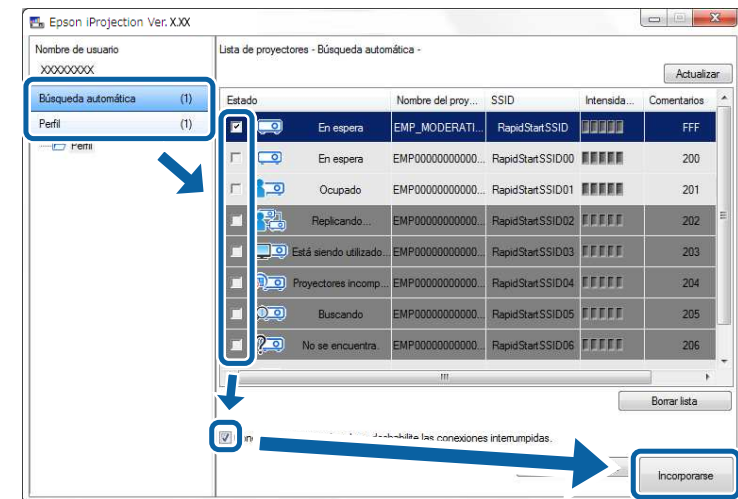 Epson iProjection Ver. X.XX
Nombre de usuario
XXXXXXXX
Búsqueda automática (1)
Perfil (1)
Perfil
Lista de proyectores - Búsqueda automática -
Actualizar
Estado Nombre del proy... SSID Intensida... Comentarios
En espera EMP_MODERATI... RapidStartSSID FFF
En espera EMP00000000000... RapidStartSSID00 200
Ocupado EMP00000000000... RapidStartSSID01 201
Replicando... EMP00000000000... RapidStartSSID02 202
Está siendo utilizado... EMP00000000000... RapidStartSSID03 203
Proyectores incomp... EMP00000000000... RapidStartSSID04 204
Buscando EMP00000000000... RapidStartSSID05 205
No se encuentra. EMP00000000000... RapidStartSSID06 206
Borrar lista
las conexiones interrumpidas.
Incorporarse